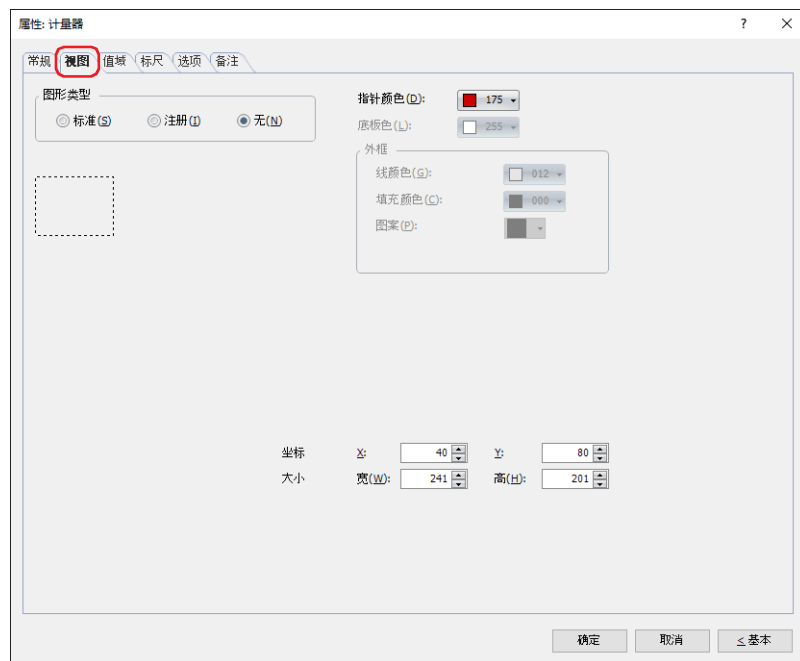 属性: 计量器
?
常规 视图 值域 标尺 选项 备注
图形类型
标准(S) 注册(I) 无(N)
指针颜色(D): 175
底板色(L): 255
外框
线颜色(G): 012
填充颜色(C): 000
图案(P):
坐标 X: 40 Y: 80
大小 宽(W): 241 高(H): 201
确定 取消 < 基本